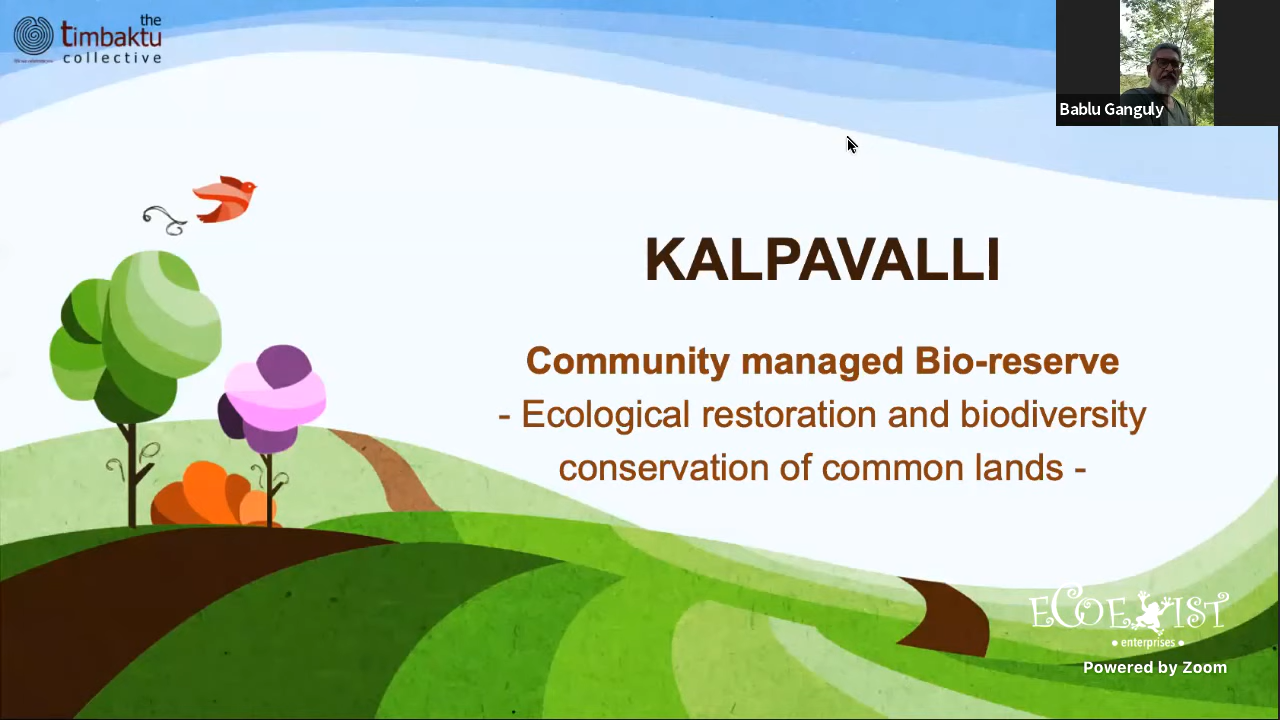 the
timbaktu
collective
Bablu Ganguly
KALPAVALLI
Community managed Bio-reserve
- Ecological restoration and biodiversity
conservation of common lands -
eCoexist
• enterprises •
Powered by Zoom